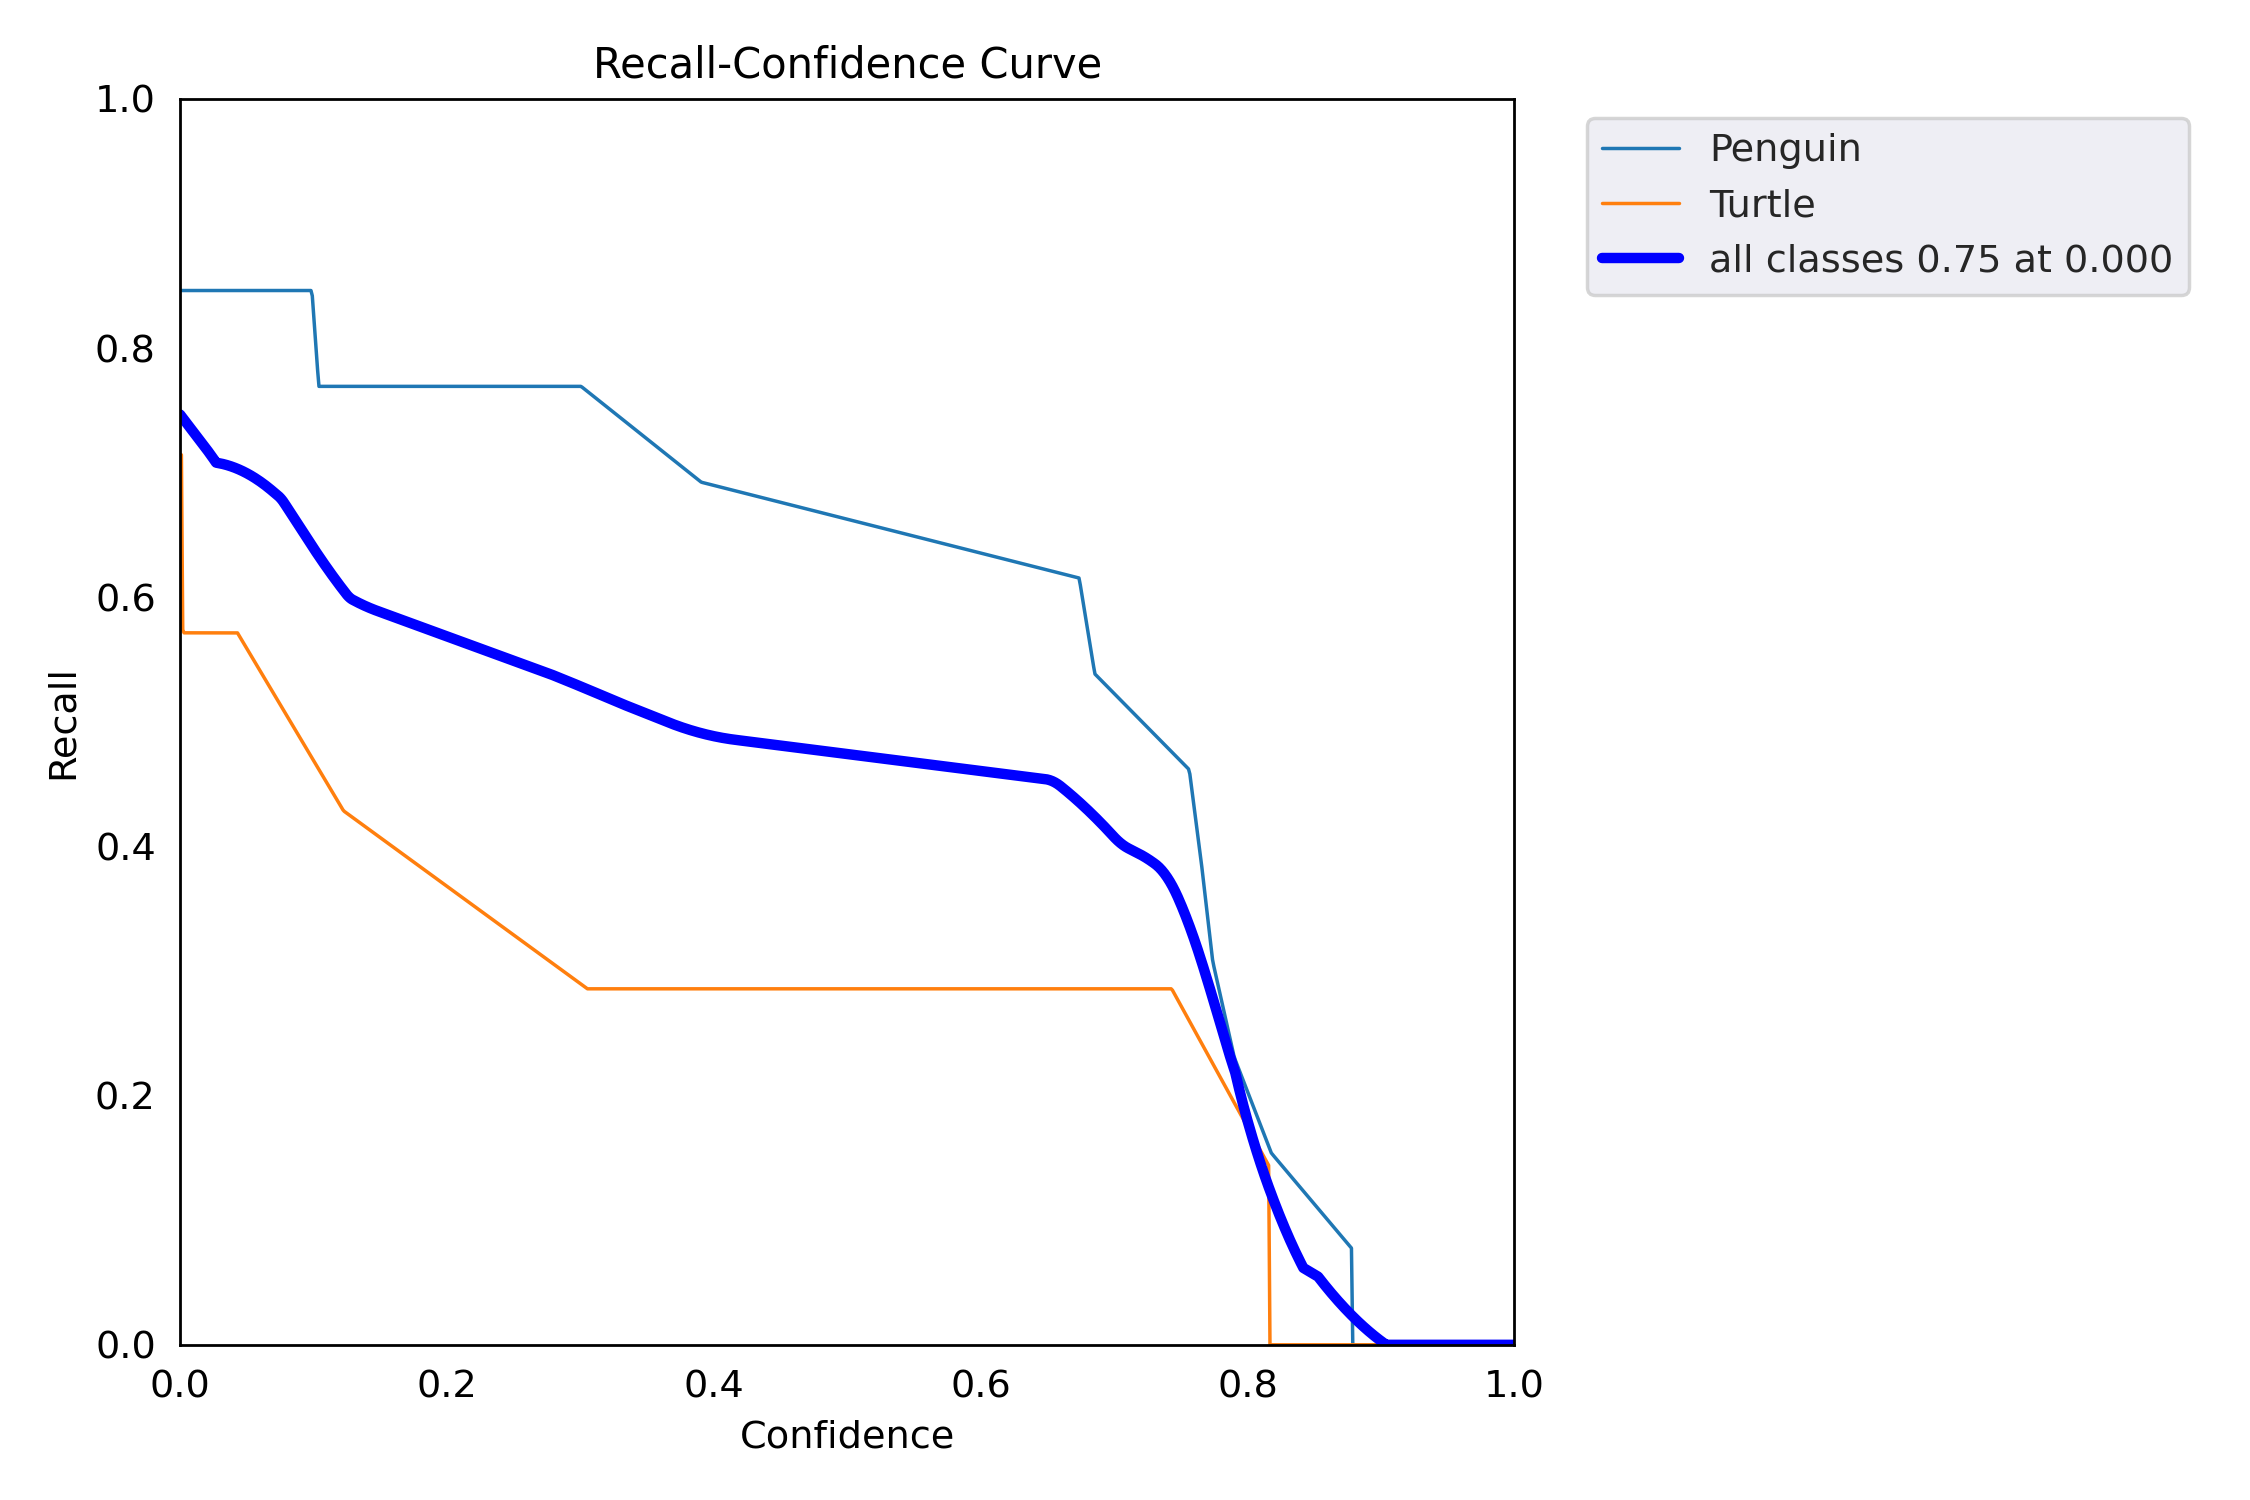 Recall-Confidence Curve
1.0
0.8
0.6
0.4
0.2
0.0
Recall
0.0 0.2 0.4 0.6 0.8 1.0
Confidence
Penguin
Turtle
all classes 0.75 at 0.000